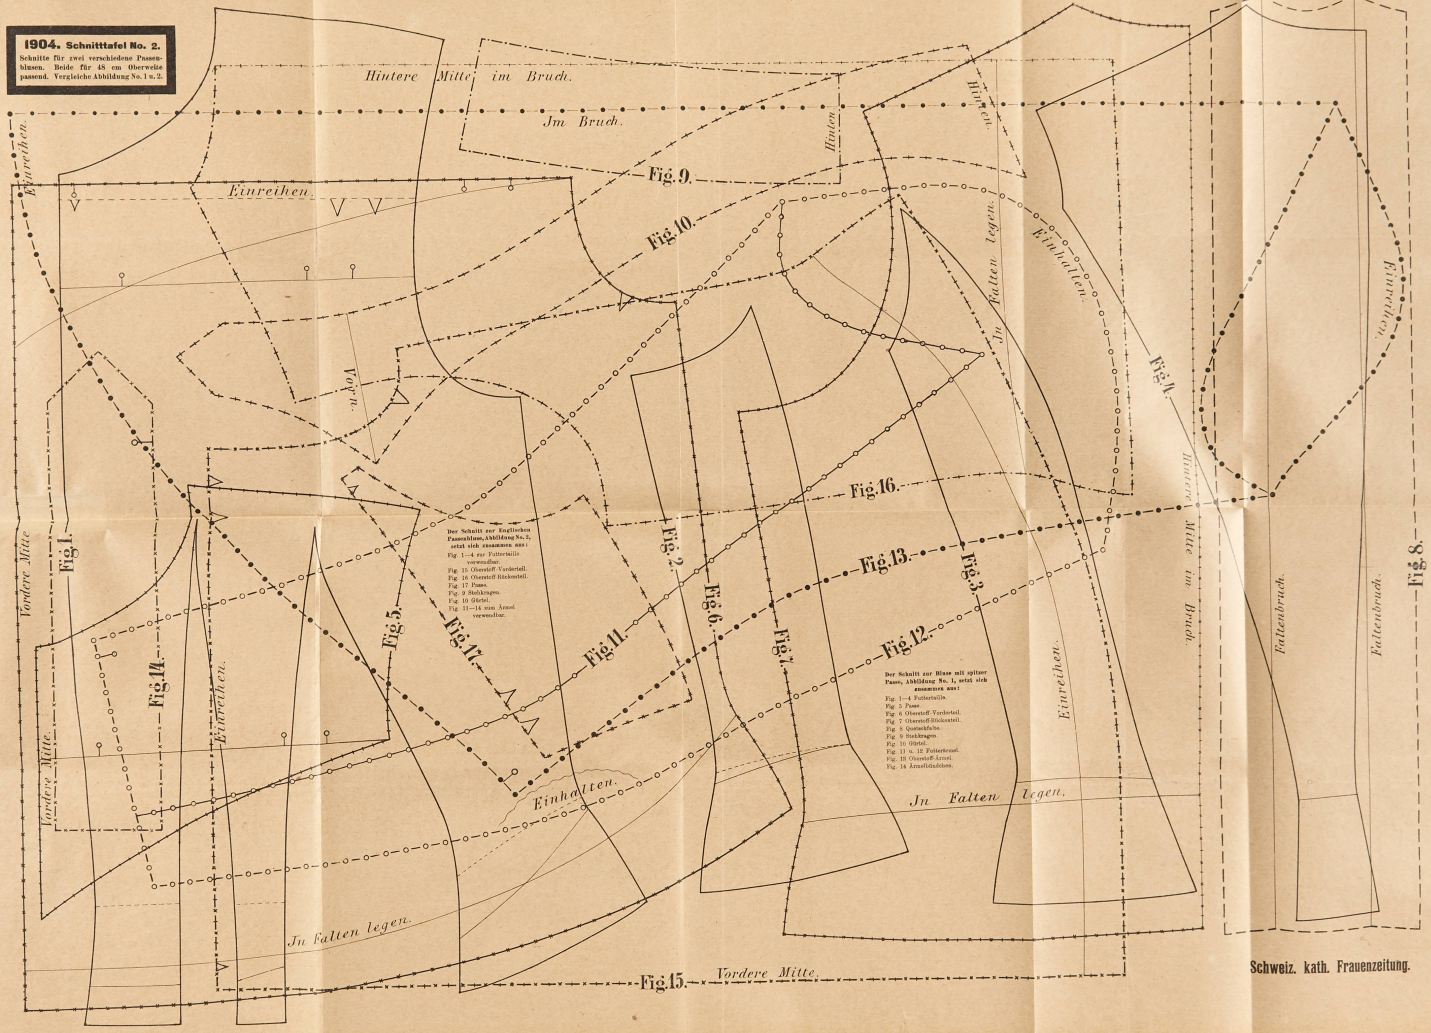 1904. Schnitttafel No. 2.
Schnitte für zwei verschiedene Passen-
blusen. Beide für 48 cm Oberweite
passend. Vergleiche Abbildung No. 1 u. 2.
Hintere Mitte im Bruch.
Jm Bruch.
Hinten.
Hinten.
Einreihen.
Einreihen.
Fig.9.
Fig.10.
Jn Falten legen.
Einhalten.
Einreihen.
Vorn.
Fig.4.
Fig.16.
Hintere Mitte im Bruch.
Vordere Mitte
Fig.1.
Der Schnitt zur Englischen
Passenbluse, Abbildung No. 2,
setzt sich zusammen aus:
Fig. 1—4 zur Futtertaille
verwendbar.
Fig. 15 Oberstoff-Vorderteil.
Fig. 16 Oberstoff-Rückenteil.
Fig. 17 Passe.
Fig. 9 Stehkragen.
Fig. 10 Gürtel.
Fig. 11—14 zum Ärmel
verwendbar.
Fig.2.
Fig.13.
Fig.3.
Fig.8.
Faltenbruch.
Faltenbruch.
Fig.5.
Fig.17.
Fig.11.
Fig.6.
Fig.7.
Fig.12.
Fig.14.
Einreihen.
Einreihen.
Der Schnitt zur Bluse mit spitzer
Passe, Abbildung No. 1, setzt sich
zusammen aus:
Fig. 1—4 Futtertaille.
Fig. 5 Passe.
Fig. 6 Oberstoff-Vorderteil.
Fig. 7 Oberstoff-Rückenteil.
Fig. 8 Quetschfalte.
Fig. 9 Stehkragen.
Fig. 10 Gürtel.
Fig. 11 u. 12 Futterärmel.
Fig. 13 Oberstoff-Ärmel.
Fig. 14 Ärmelbündchen.
Vordere Mitte.
Einhalten.
Jn Falten legen.
Jn Falten legen.
Vordere Mitte.
Fig.15.
Schweiz. kath. Frauenzeitung.